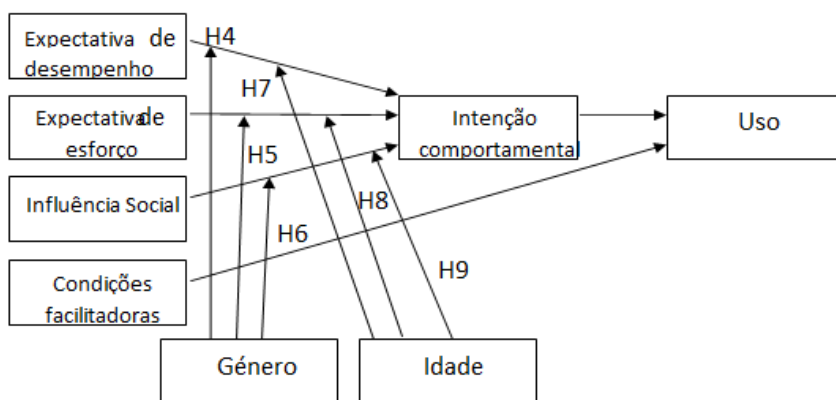 Expectativa de
desempenho
H4
H7
Expectativa de
esforço
Intenção
comportamental
Uso
H5
Influência Social
H8
H6
H9
Condições
facilitadoras
Género
Idade